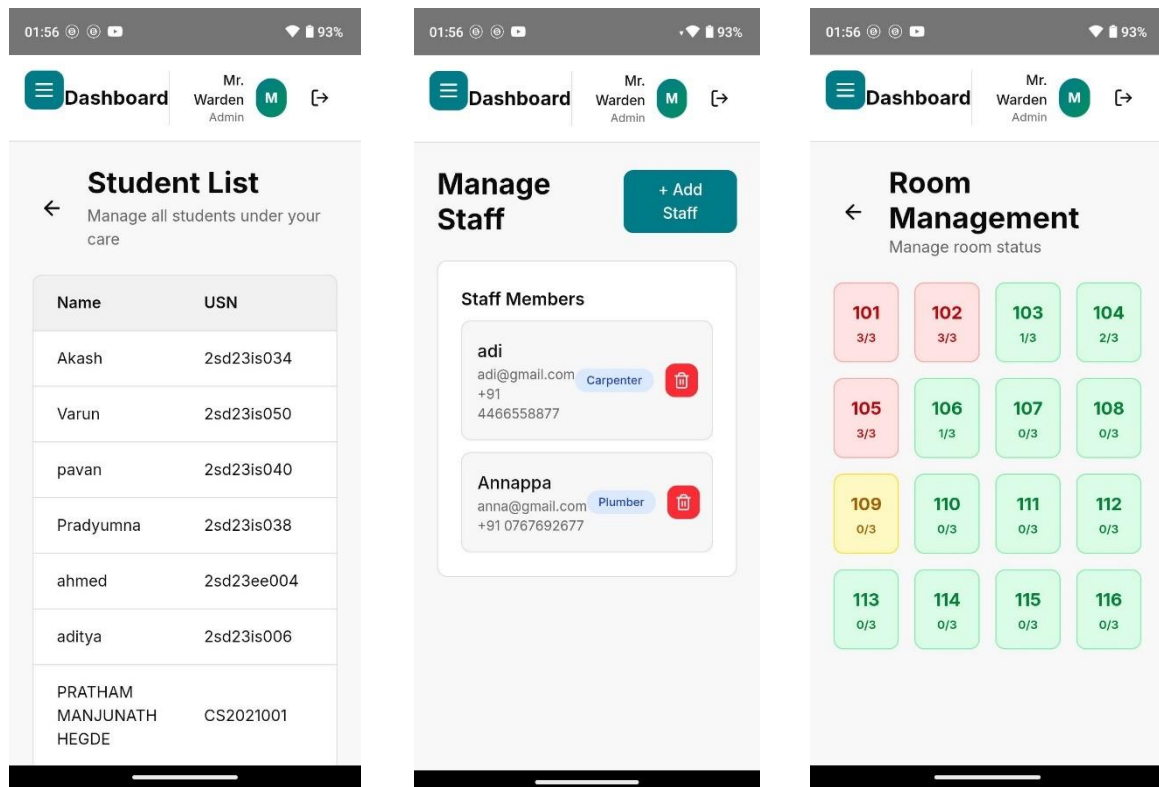 01:56 93%
Dashboard
Mr.
Warden
Admin
M
Student List
Manage all students under your
care
Name USN
Akash 2sd23is034
Varun 2sd23is050
pavan 2sd23is040
Pradyumna 2sd23is038
ahmed 2sd23ee004
aditya 2sd23is006
PRATHAM
MANJUNATH
HEGDE
CS2021001
01:56 93%
Dashboard
Mr.
Warden
Admin
M
Manage
Staff
+ Add
Staff
Staff Members
adi
adi@gmail.com
+91
4466558877
Carpenter
Annappa
anna@gmail.com
+91 0767692677
Plumber
01:56 93%
Dashboard
Mr.
Warden
Admin
M
Room
Management
Manage room status
101 102 103 104
3/3 3/3 1/3 2/3
105 106 107 108
3/3 1/3 0/3 0/3
109 110 111 112
0/3 0/3 0/3 0/3
113 114 115 116
0/3 0/3 0/3 0/3